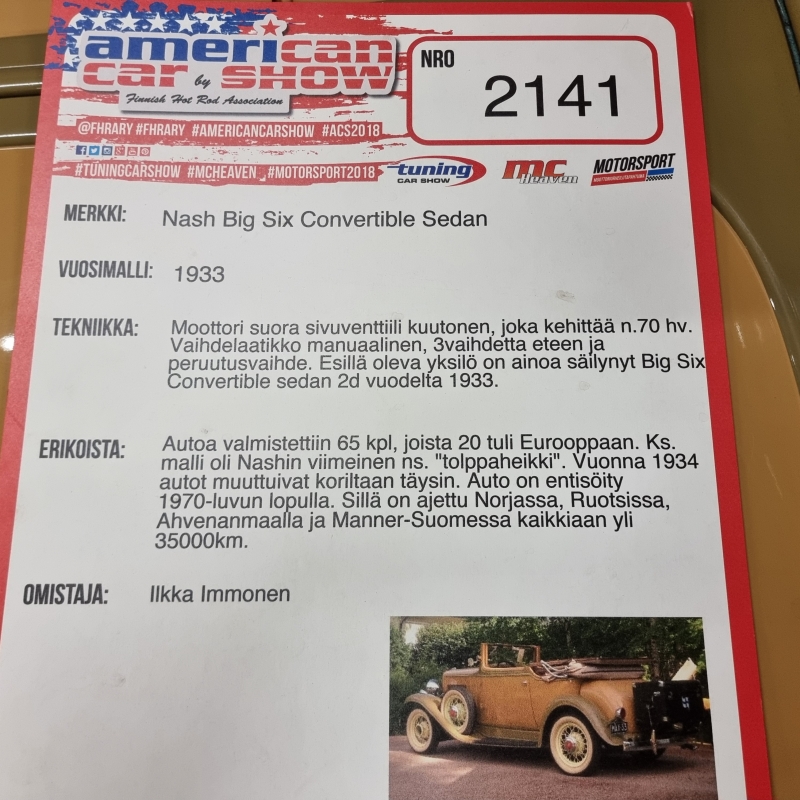 american
car by SHOW
Finnish Hot Rod Association
NRO
2141
@FHRARY #FHRARY #AMERICANCARSHOW #ACS2018
#TUNINGCARSHOW #MCHEAVEN #MOTORSPORT2018
tuning
CAR SHOW
MC
Heaven
MOTORSPORT
MERKKI: Nash Big Six Convertible Sedan
VUOSIMALLI: 1933
TEKNIIKKA: Moottori suora sivuventtiili kuutonen, joka kehittää n.70 hv.
Vaihdelaatikko manuaalinen, 3vaihdetta eteen ja
peruutusvaihde. Esillä oleva yksilö on ainoa säilynyt Big Six
Convertible sedan 2d vuodelta 1933.
ERIKOISTA: Autoa valmistettiin 65 kpl, joista 20 tuli Eurooppaan. Ks.
malli oli Nashin viimeinen ns. "tolppaheikki". Vuonna 1934
autot muuttuivat koriltaan täysin. Auto on entisöity
1970-luvun lopulla. Sillä on ajettu Norjassa, Ruotsissa,
Ahvenanmaalla ja Manner-Suomessa kaikkiaan yli
35000km.
OMISTAJA: Ilkka Immonen